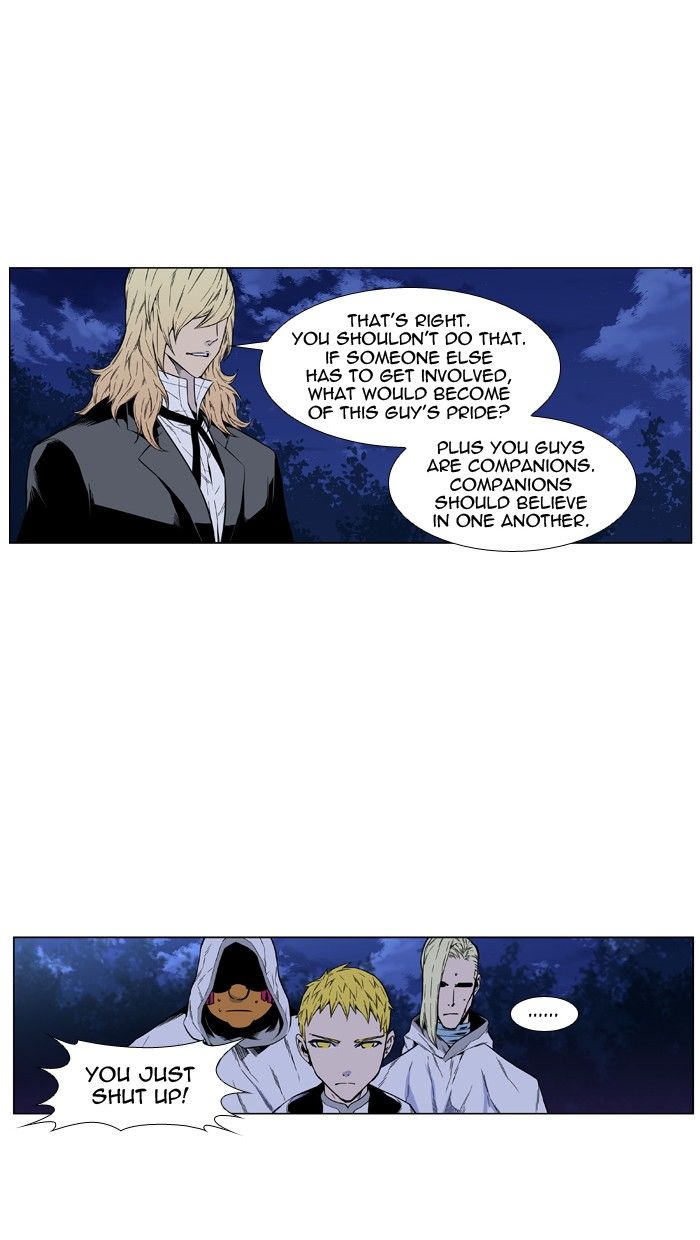 THAT'S RIGHT.
YOU SHOULDN'T DO THAT.
IF SOMEONE ELSE
HAS TO GET INVOLVED,
WHAT WOULD BECOME
OF THIS GUY'S PRIDE?
PLUS YOU GUYS
ARE COMPANIONS.
COMPANIONS
SHOULD BELIEVE
IN ONE ANOTHER.
......
YOU JUST
SHUT UP!